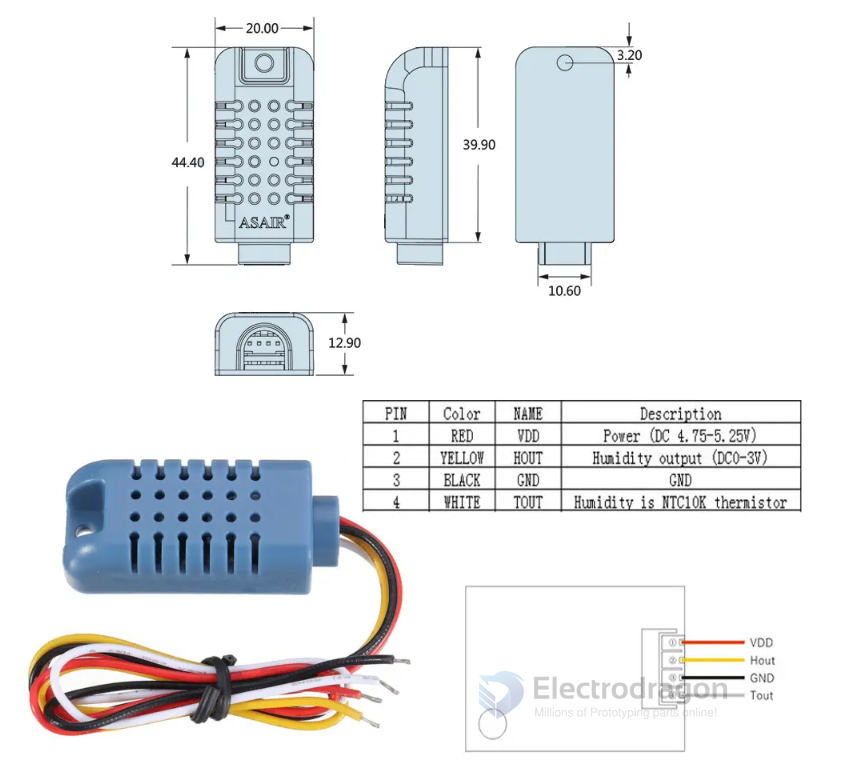 20.00
3.20
44.40
39.90
ASAIR®
10.60
12.90
PIN Color NAME Description
1 RED VDD Power (DC 4.75-5.25V)
2 YELLOW HOUT Humidity output (DC0-3V)
3 BLACK GND GND
4 WHITE TOUT Humidity is NTC10K thermistor
1 VDD
2 Hout
GND
Tout
Electrodragon
Millions of Prototyping parts online!